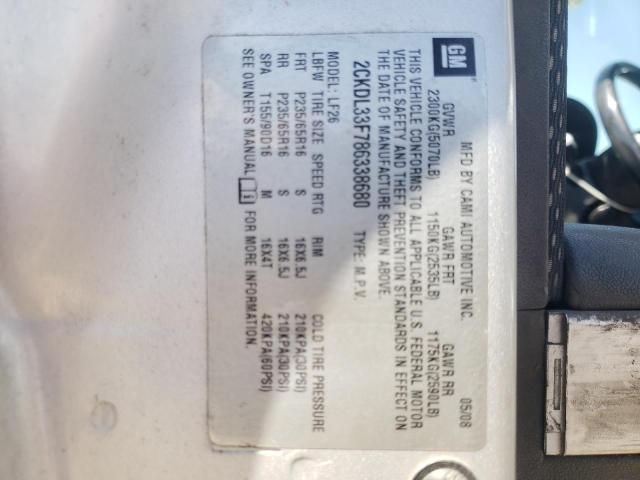 GM
MFD BY CAMI AUTOMOTIVE INC. 05/08
GVWR GAWR FRT GAWR RR
2300KG(5070LB) 1150KG(2535LB) 1175KG(2590LB)
THIS VEHICLE CONFORMS TO ALL APPLICABLE U.S. FEDERAL MOTOR
VEHICLE SAFETY AND THEFT PREVENTION STANDARDS IN EFFECT ON
THE DATE OF MANUFACTURE SHOWN ABOVE.
2CKDL33F786338680 TYPE: M.P.V.
MODEL: LF26
LBFW TIRE SIZE SPEED RTG RIM COLD TIRE PRESSURE
FRT P235/65R16 S 16X6.5J 210KPA(30PSI)
RR P235/65R16 S 16X6.5J 210KPA(30PSI)
SPA T155/90D16 M 16X4T 420KPA(60PSI)
SEE OWNER'S MANUAL FOR MORE INFORMATION.